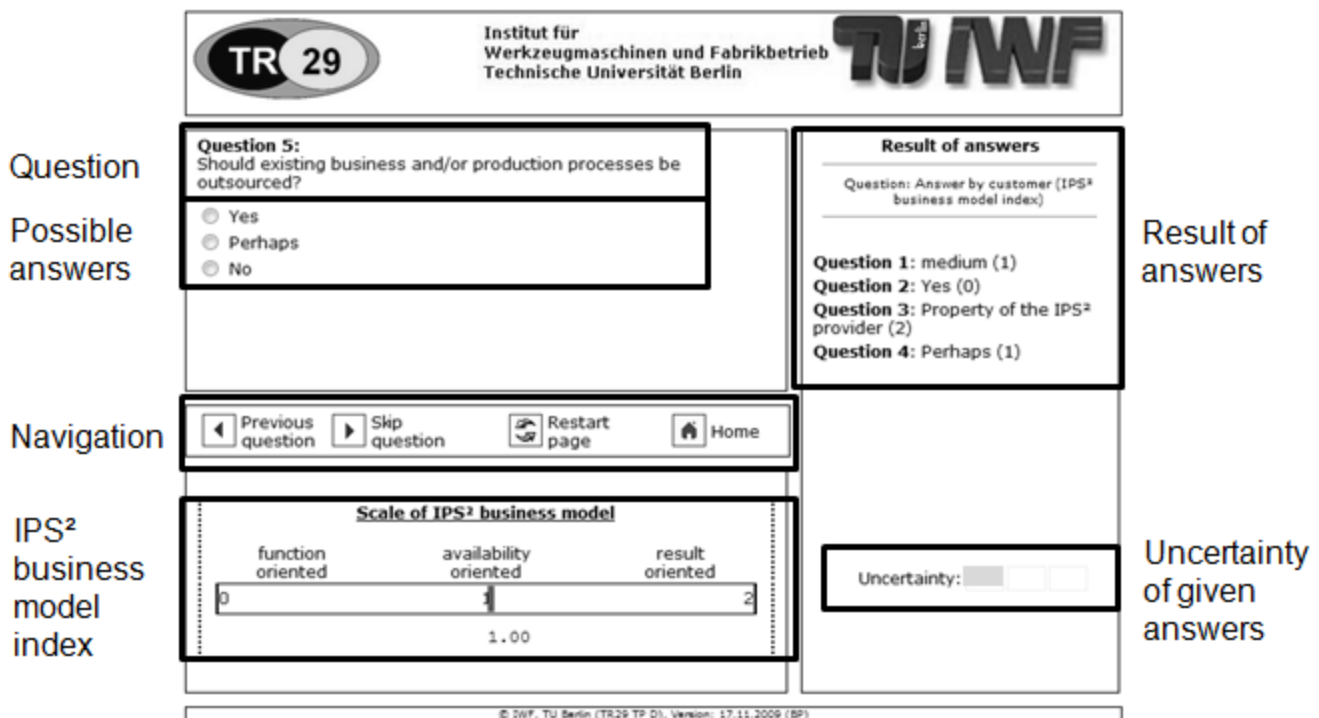 TR 29
Institut für
Werkzeugmaschinen und Fabrikbetrieb
Technische Universität Berlin
TU berlin IWF
Question
Question 5:
Should existing business and/or production processes be
outsourced?
Possible
answers
Yes
Perhaps
No
Result of answers
Question: Answer by customer (IPS²
business model index)
Question 1: medium (1)
Question 2: Yes (0)
Question 3: Property of the IPS²
provider (2)
Question 4: Perhaps (1)
Result of
answers
Navigation
Previous
question
Skip
question
Restart
page
Home
IPS²
business
model
index
Scale of IPS² business model
function
oriented
availability
oriented
result
oriented
0 1 2
1.00
Uncertainty:
Uncertainty
of given
answers
© IWF, TU Berlin (TR29 TP D), Version: 17.11.2009 (BP)